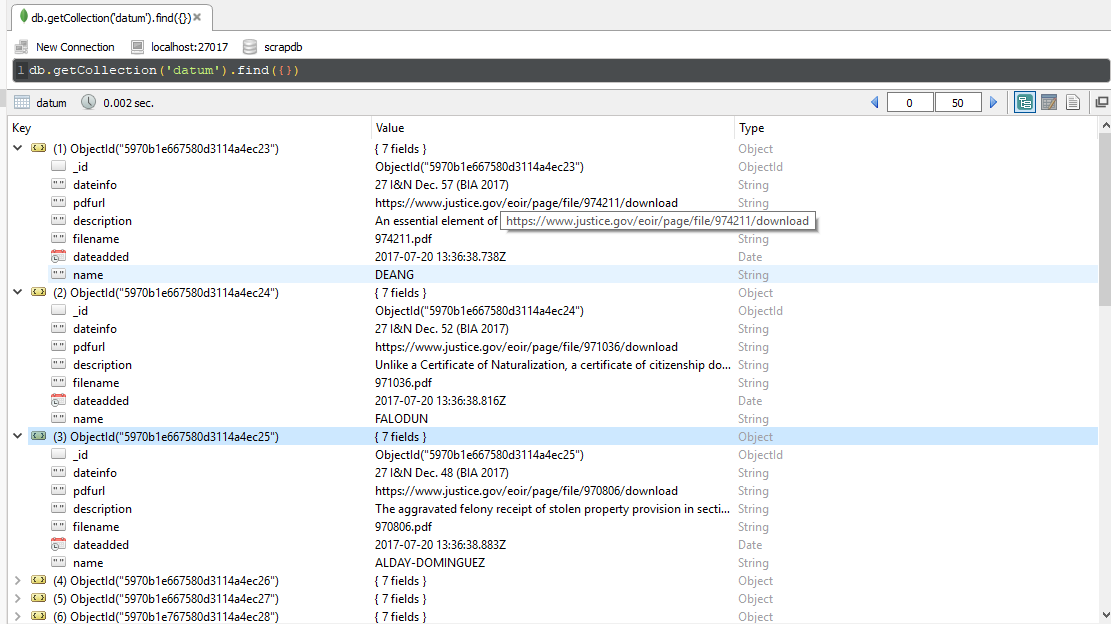 db.getCollection('datum').find({})
New Connection localhost:27017 scrapdb
1 db.getCollection('datum').find({})
datum 0.002 sec. 0 50
Key Value Type
(1) ObjectId("5970b1e667580d3114a4ec23") { 7 fields } Object
_id ObjectId("5970b1e667580d3114a4ec23") ObjectId
dateinfo 27 I&N Dec. 57 (BIA 2017) String
pdfurl https://www.justice.gov/eoir/page/file/974211/download String
description An essential element of https://www.justice.gov/eoir/page/file/974211/download
filename 974211.pdf String
dateadded 2017-07-20 13:36:38.738Z Date
name DEANG String
(2) ObjectId("5970b1e667580d3114a4ec24") { 7 fields } Object
_id ObjectId("5970b1e667580d3114a4ec24") ObjectId
dateinfo 27 I&N Dec. 52 (BIA 2017) String
pdfurl https://www.justice.gov/eoir/page/file/971036/download String
description Unlike a Certificate of Naturalization, a certificate of citizenship do... String
filename 971036.pdf String
dateadded 2017-07-20 13:36:38.816Z Date
name FALODUN String
(3) ObjectId("5970b1e667580d3114a4ec25") { 7 fields } Object
_id ObjectId("5970b1e667580d3114a4ec25") ObjectId
dateinfo 27 I&N Dec. 48 (BIA 2017) String
pdfurl https://www.justice.gov/eoir/page/file/970806/download String
description The aggravated felony receipt of stolen property provision in secti... String
filename 970806.pdf String
dateadded 2017-07-20 13:36:38.883Z Date
name ALDAY-DOMINGUEZ String
(4) ObjectId("5970b1e667580d3114a4ec26") { 7 fields } Object
(5) ObjectId("5970b1e667580d3114a4ec27") { 7 fields } Object
(6) ObjectId("5970b1e767580d3114a4ec28") { 7 fields } Object